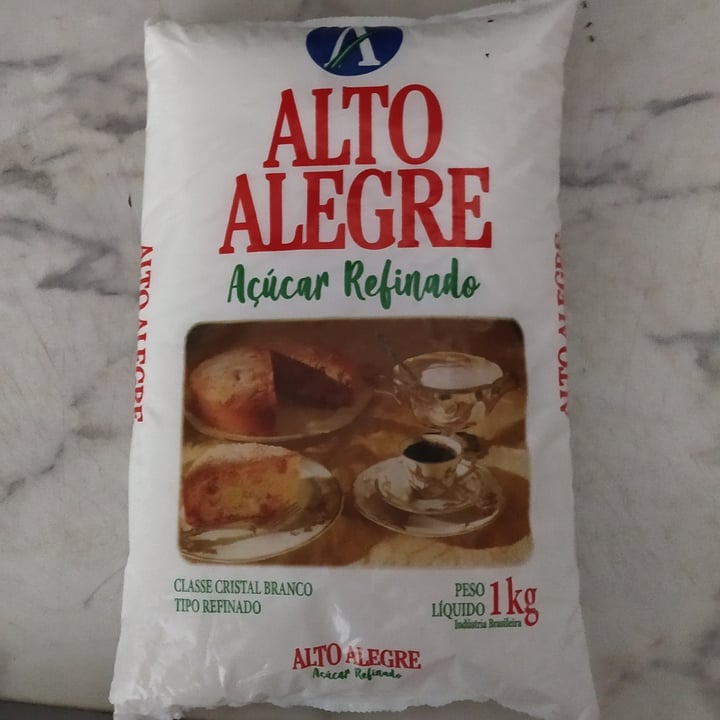 A
ALTO
ALEGRE
Açúcar Refinado
ALTO ALEGRE
ALTO ALEGRE
CLASSE CRISTAL BRANCO
TIPO REFINADO
PESO
LÍQUIDO 1kg
Indústria Brasileira
ALTO ALEGRE
Açúcar Refinado